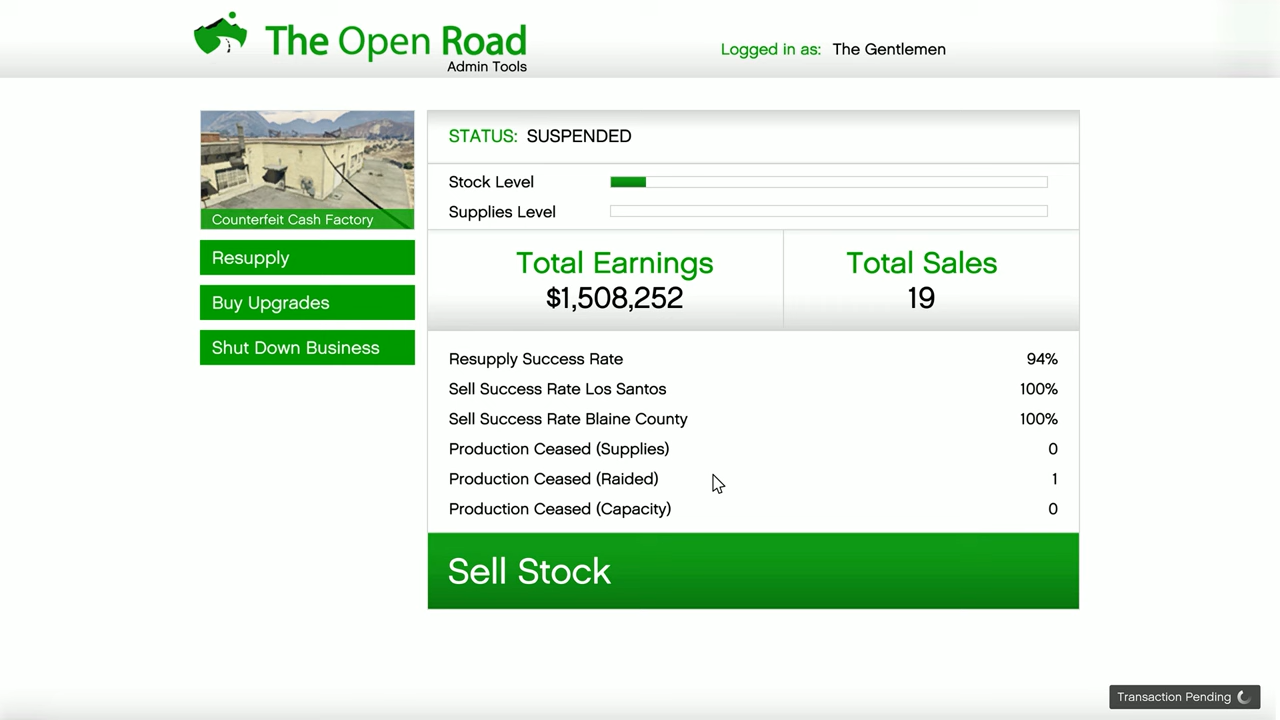 The Open Road
Admin Tools
Logged in as: The Gentlemen
Counterfeit Cash Factory
Resupply
Buy Upgrades
Shut Down Business
STATUS: SUSPENDED
Stock Level
Supplies Level
Total Earnings
$1,508,252
Total Sales
19
Resupply Success Rate 94%
Sell Success Rate Los Santos 100%
Sell Success Rate Blaine County 100%
Production Ceased (Supplies) 0
Production Ceased (Raided) 1
Production Ceased (Capacity) 0
Sell Stock
Transaction Pending